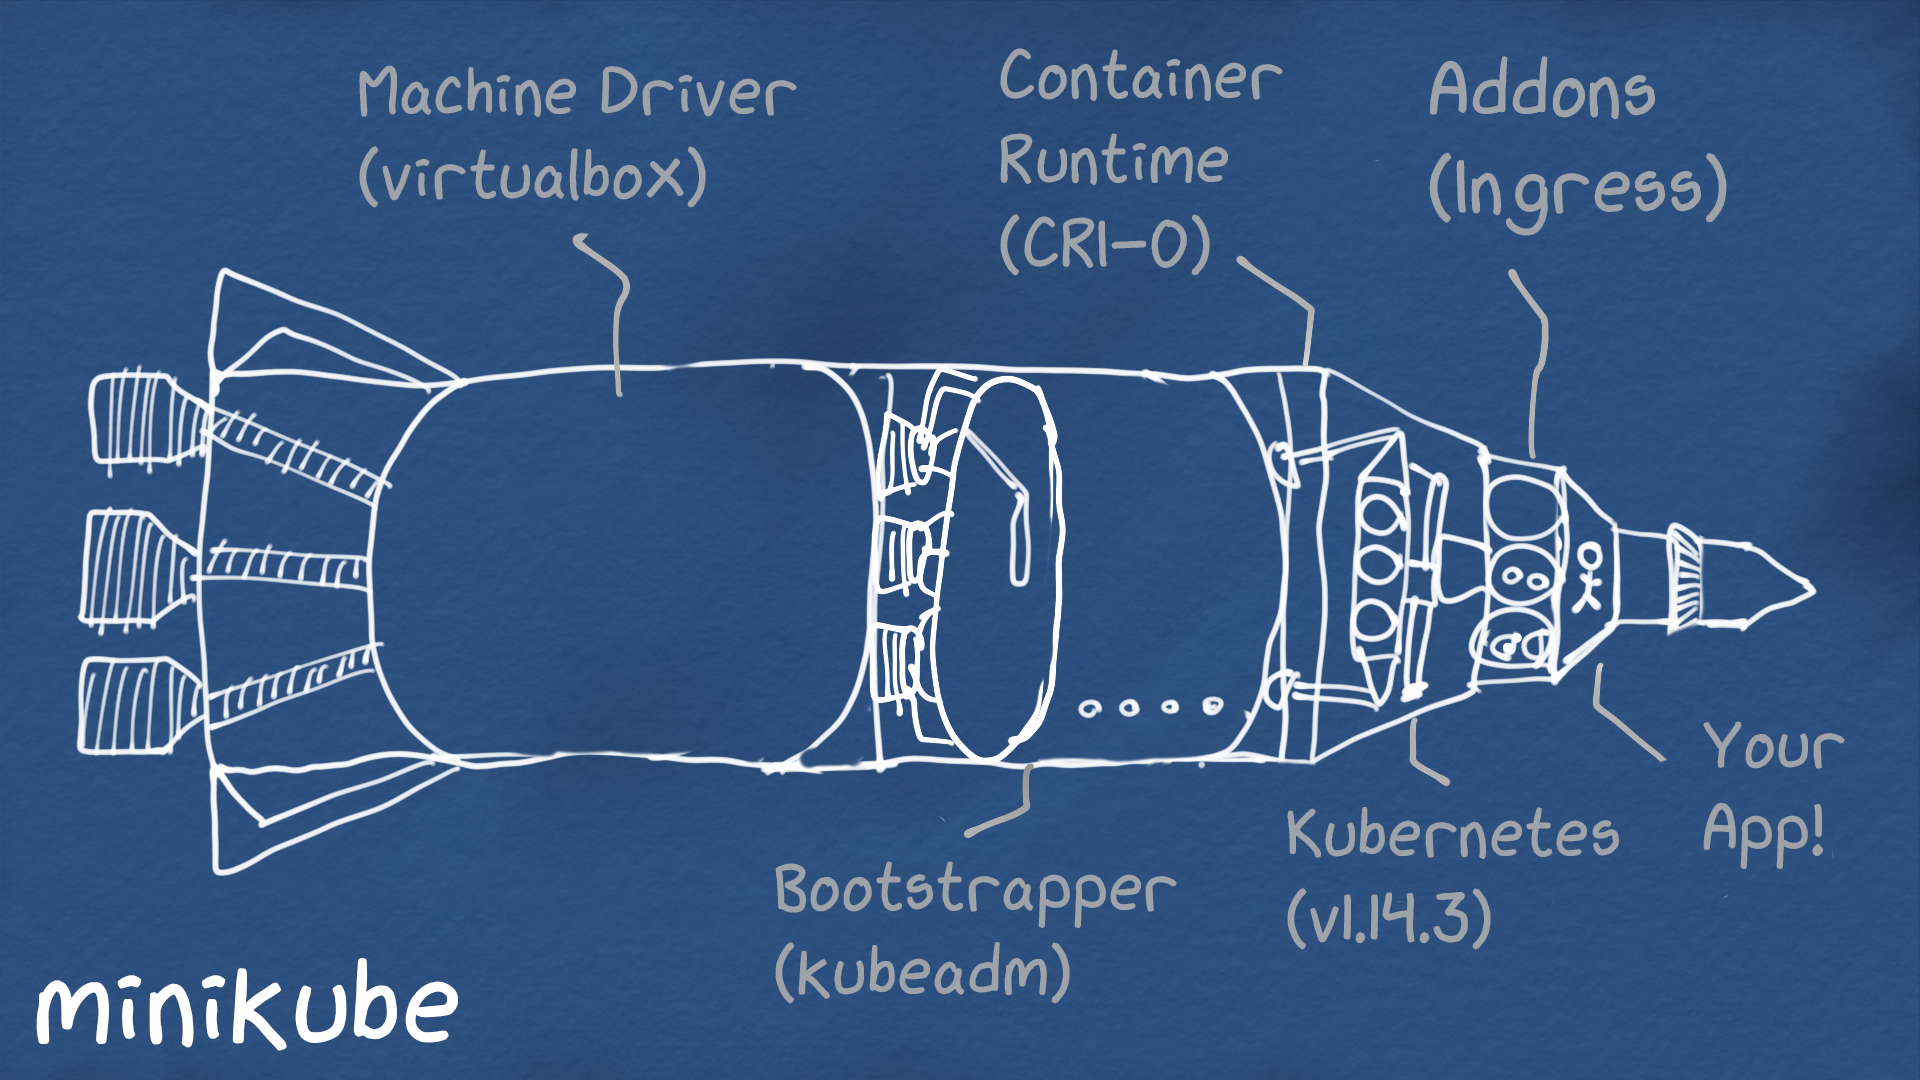 Machine Driver
(virtualbox)
Container
Runtime
(CRI-O)
Addons
(Ingress)
Your
App!
Kubernetes
(v1.14.3)
Bootstrapper
(kubeadm)
minikube